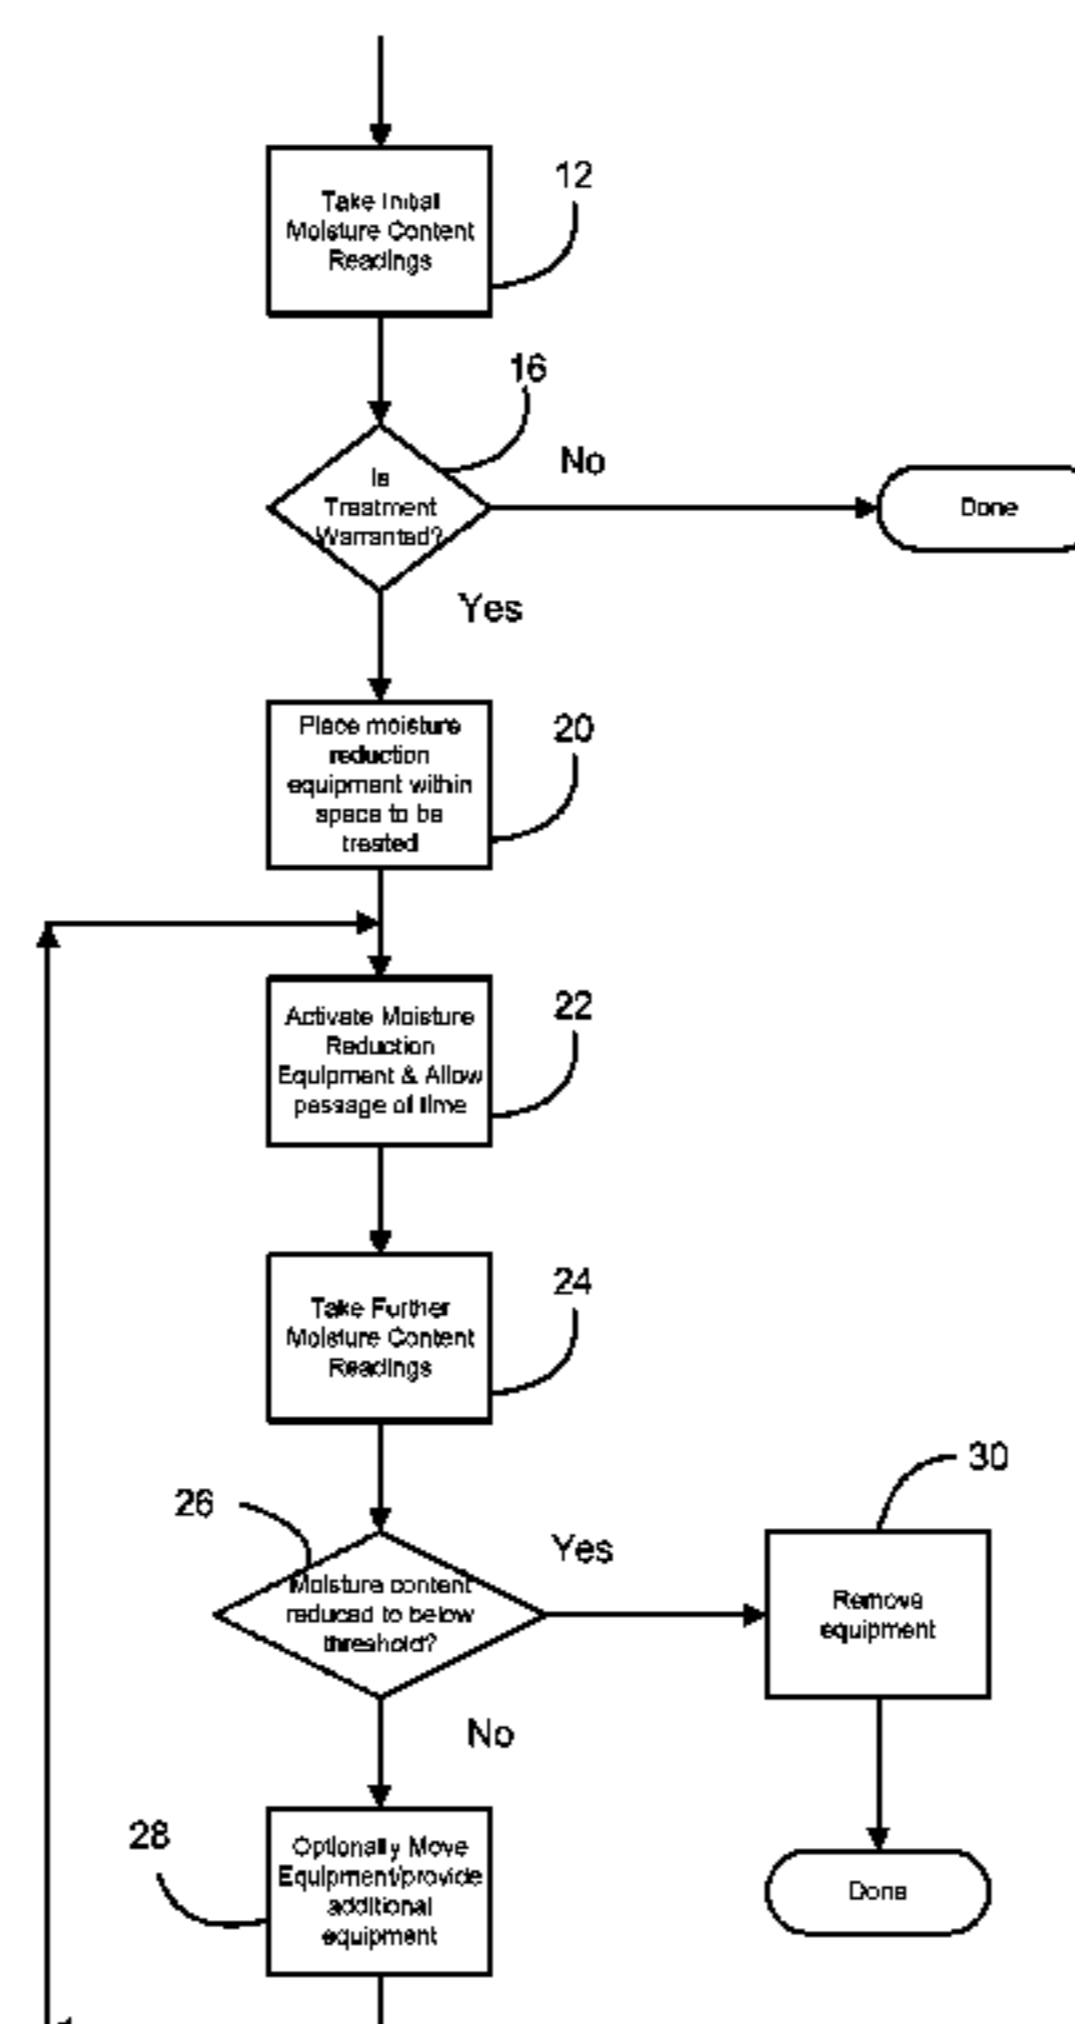 12
Take Initial
Moisture Content
Readings
16
Is
Treatment
Warranted?
No
Done
Yes
20
Place moisture
reduction
equipment within
space to be
treated
22
Activate Moisture
Reduction
Equipment & Allow
passage of time
24
Take Further
Moisture Content
Readings
30
26
Moisture content
reduced to below
threshold?
Yes
Remove
equipment
No
28
Optionally Move
Equipment/provide
additional
equipment
Done